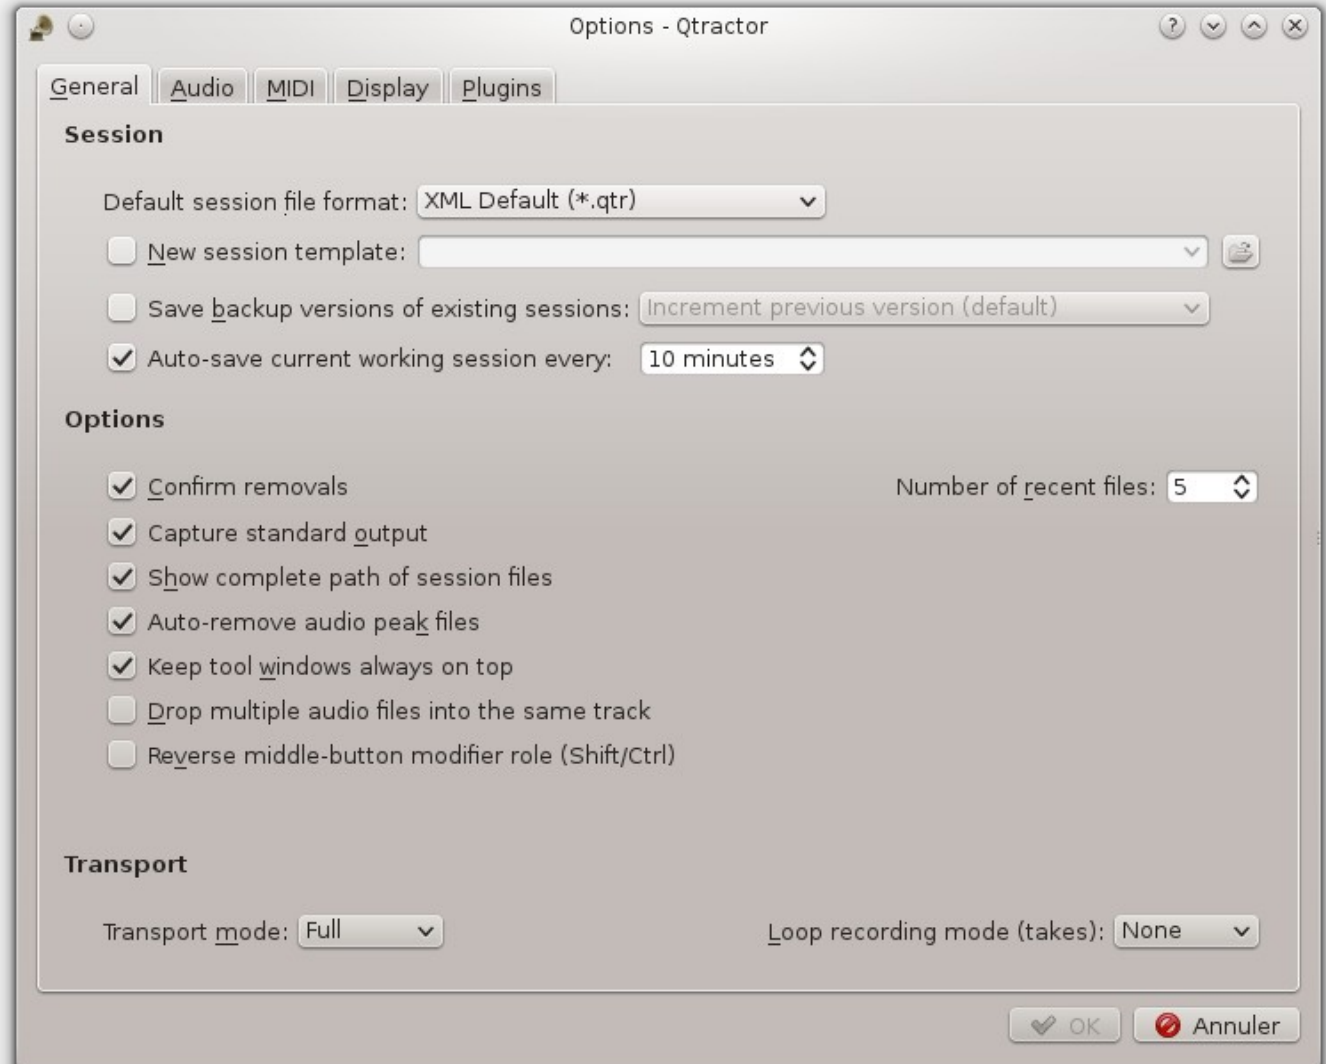 Options - Qtractor
General Audio MIDI Display Plugins
Session
Default session file format: XML Default (*.qtr)
New session template:
Save backup versions of existing sessions: Increment previous version (default)
Auto-save current working session every: 10 minutes
Options
Confirm removals Number of recent files: 5
Capture standard output
Show complete path of session files
Auto-remove audio peak files
Keep tool windows always on top
Drop multiple audio files into the same track
Reverse middle-button modifier role (Shift/Ctrl)
Transport
Transport mode: Full Loop recording mode (takes): None
OK Annuler